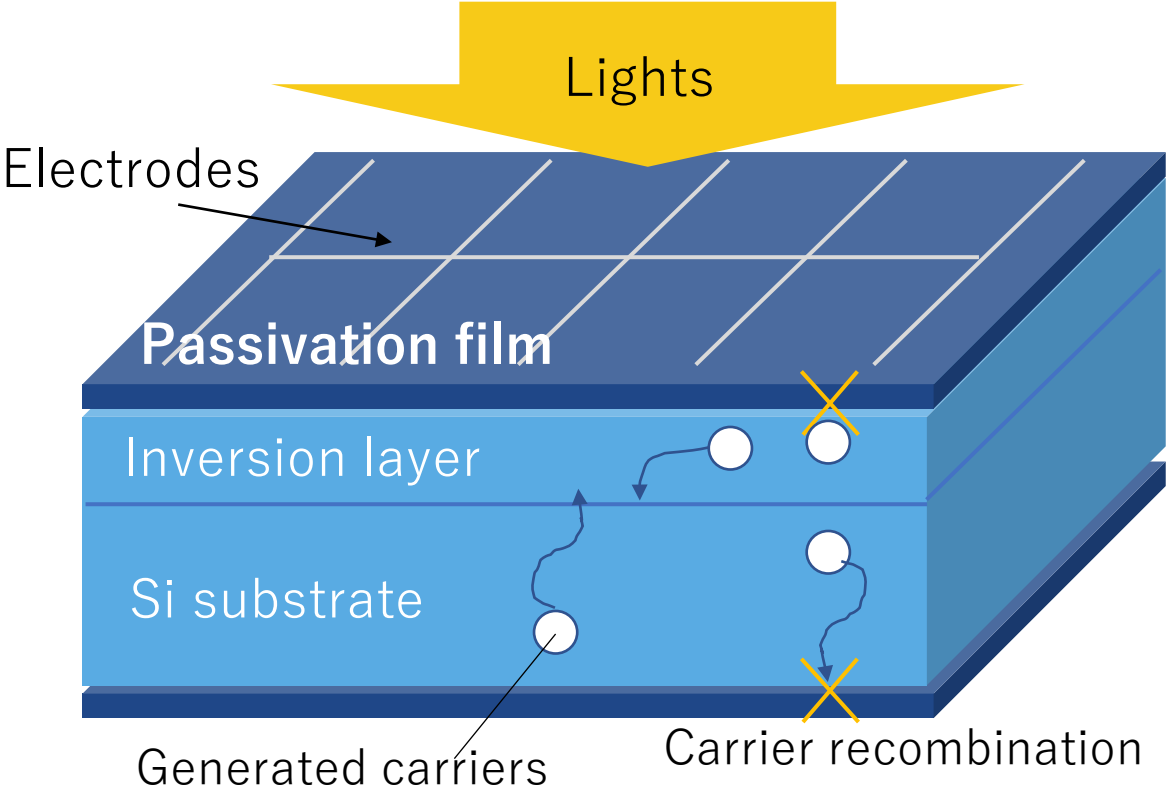 Lights
Electrodes
Passivation film
Inversion layer
Si substrate
Generated carriers
Carrier recombination